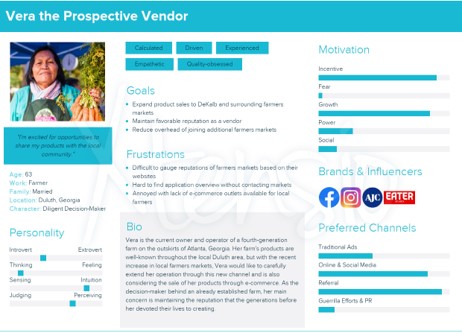 Vera the Prospective Vendor
"I'm excited for opportunities to
share my products with the local
community."
Age: 63
Work: Farmer
Family: Married
Location: Duluth, Georgia
Character: Diligent Decision-Maker
Personality
Introvert Extrovert
Thinking Feeling
Sensing Intuition
Judging Perceiving
Calculated Driven Experienced
Empathetic Quality-obsessed
Goals
Expand product sales to DeKalb and surrounding farmers
markets
Maintain favorable reputation as a vendor
Reduce overhead of joining additional farmers markets
Frustrations
Difficult to gauge reputations of farmers markets based on their
websites
Hard to find application overview without contacting markets
Annoyed with lack of e-commerce outlets available for local
farmers
Bio
Vera is the current owner and operator of a fourth-generation
farm on the outskirts of Atlanta, Georgia. Her farm's products are
well-known throughout the local Duluth area, but with the recent
increase in local farmers markets, Vera would like to carefully
extend her operation through this new channel and is also
considering the sale of her products through e-commerce. As the
decision-maker behind an already established farm, her main
concern is maintaining the reputation that the generations before
her devoted their lives to creating.
Motivation
Incentive
Fear
Growth
Power
Social
Brands & Influencers
AJC EATER
Preferred Channels
Traditional Ads
Online & Social Media
Referral
Guerrilla Efforts & PR